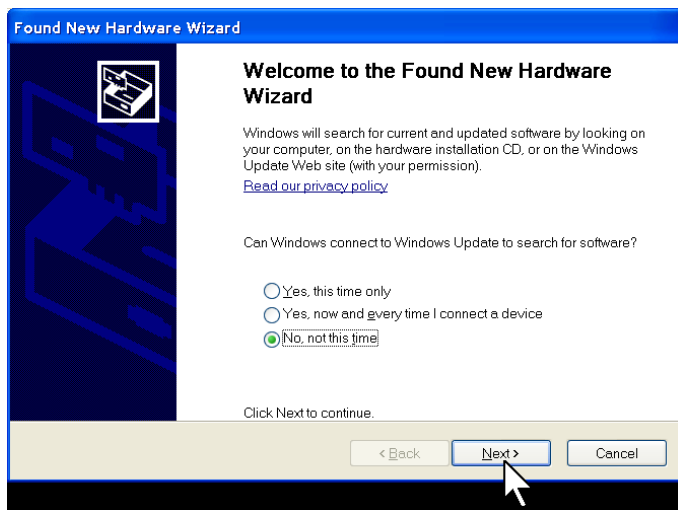 Found New Hardware Wizard
Welcome to the Found New Hardware
Wizard
Windows will search for current and updated software by looking on
your computer, on the hardware installation CD, or on the Windows
Update Web site (with your permission).
Read our privacy policy
Can Windows connect to Windows Update to search for software?
Yes, this time only
Yes, now and every time I connect a device
No, not this time
Click Next to continue.
< Back
Next >
Cancel